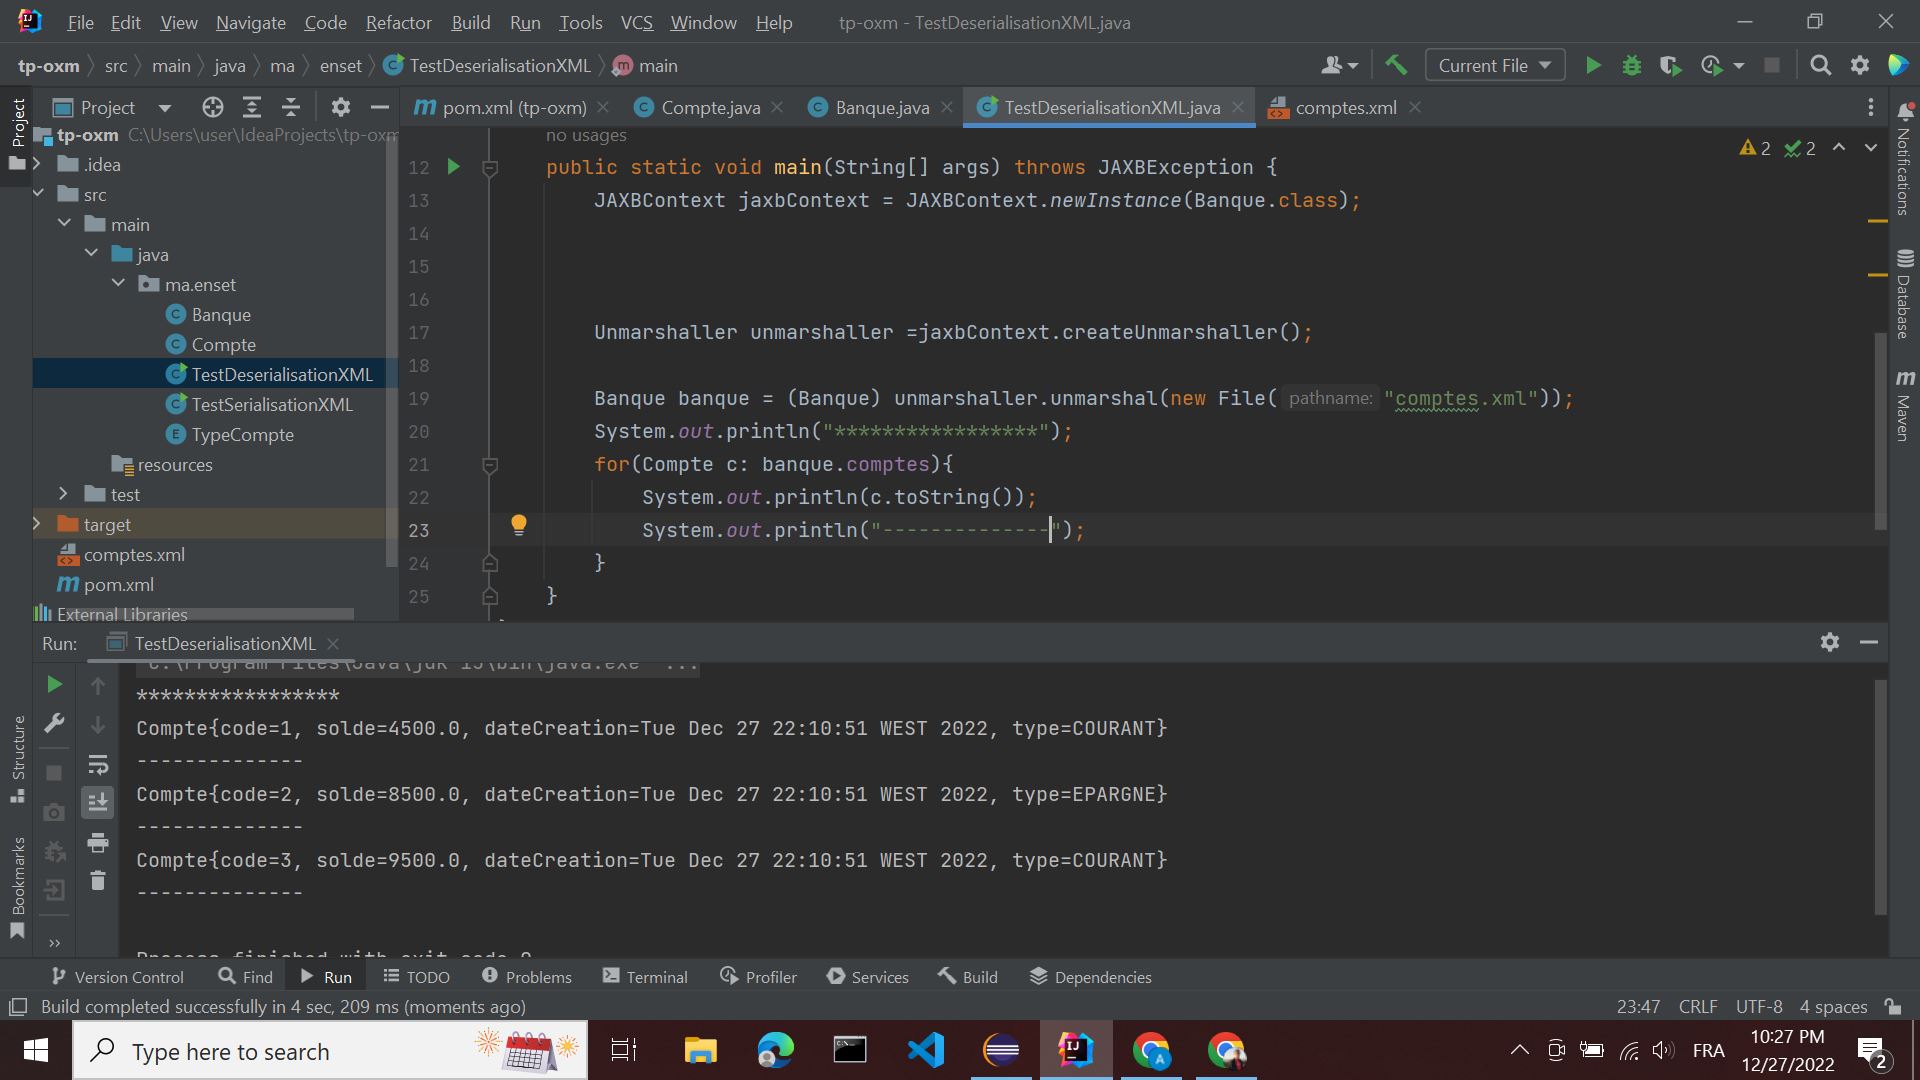 File Edit View Navigate Code Refactor Build Run Tools VCS Window Help tp-oxm - TestDeserialisationXML.java
tp-oxm src main java ma enset TestDeserialisationXML main Current File
Project
Project
pom.xml (tp-oxm) Compte.java Banque.java TestDeserialisationXML.java comptes.xml
tp-oxm C:\Users\user\IdeaProjects\tp-oxm
.idea
src
main
java
ma.enset
Banque
Compte
TestDeserialisationXML
TestSerialisationXML
TypeCompte
resources
test
target
comptes.xml
pom.xml
External Libraries
no usages
2 2
12 public static void main(String[] args) throws JAXBException {
13 JAXBContext jaxbContext = JAXBContext.newInstance(Banque.class);
14
15
16
17 Unmarshaller unmarshaller =jaxbContext.createUnmarshaller();
18
19 Banque banque = (Banque) unmarshaller.unmarshal(new File( pathname: "comptes.xml"));
20 System.out.println("*****************");
21 for(Compte c: banque.comptes){
22 System.out.println(c.toString());
23 System.out.println("--------------");
24 }
25 }
Notifications
Database
Maven
Run: TestDeserialisationXML
*****************
Compte{code=1, solde=4500.0, dateCreation=Tue Dec 27 22:10:51 WEST 2022, type=COURANT}
--------------
Compte{code=2, solde=8500.0, dateCreation=Tue Dec 27 22:10:51 WEST 2022, type=EPARGNE}
--------------
Compte{code=3, solde=9500.0, dateCreation=Tue Dec 27 22:10:51 WEST 2022, type=COURANT}
--------------
Process finished with exit code 0
Structure
Bookmarks
Version Control Find Run TODO Problems Terminal Profiler Services Build Dependencies
Build completed successfully in 4 sec, 209 ms (moments ago) 23:47 CRLF UTF-8 4 spaces
Type here to search
FRA
10:27 PM
12/27/2022
2